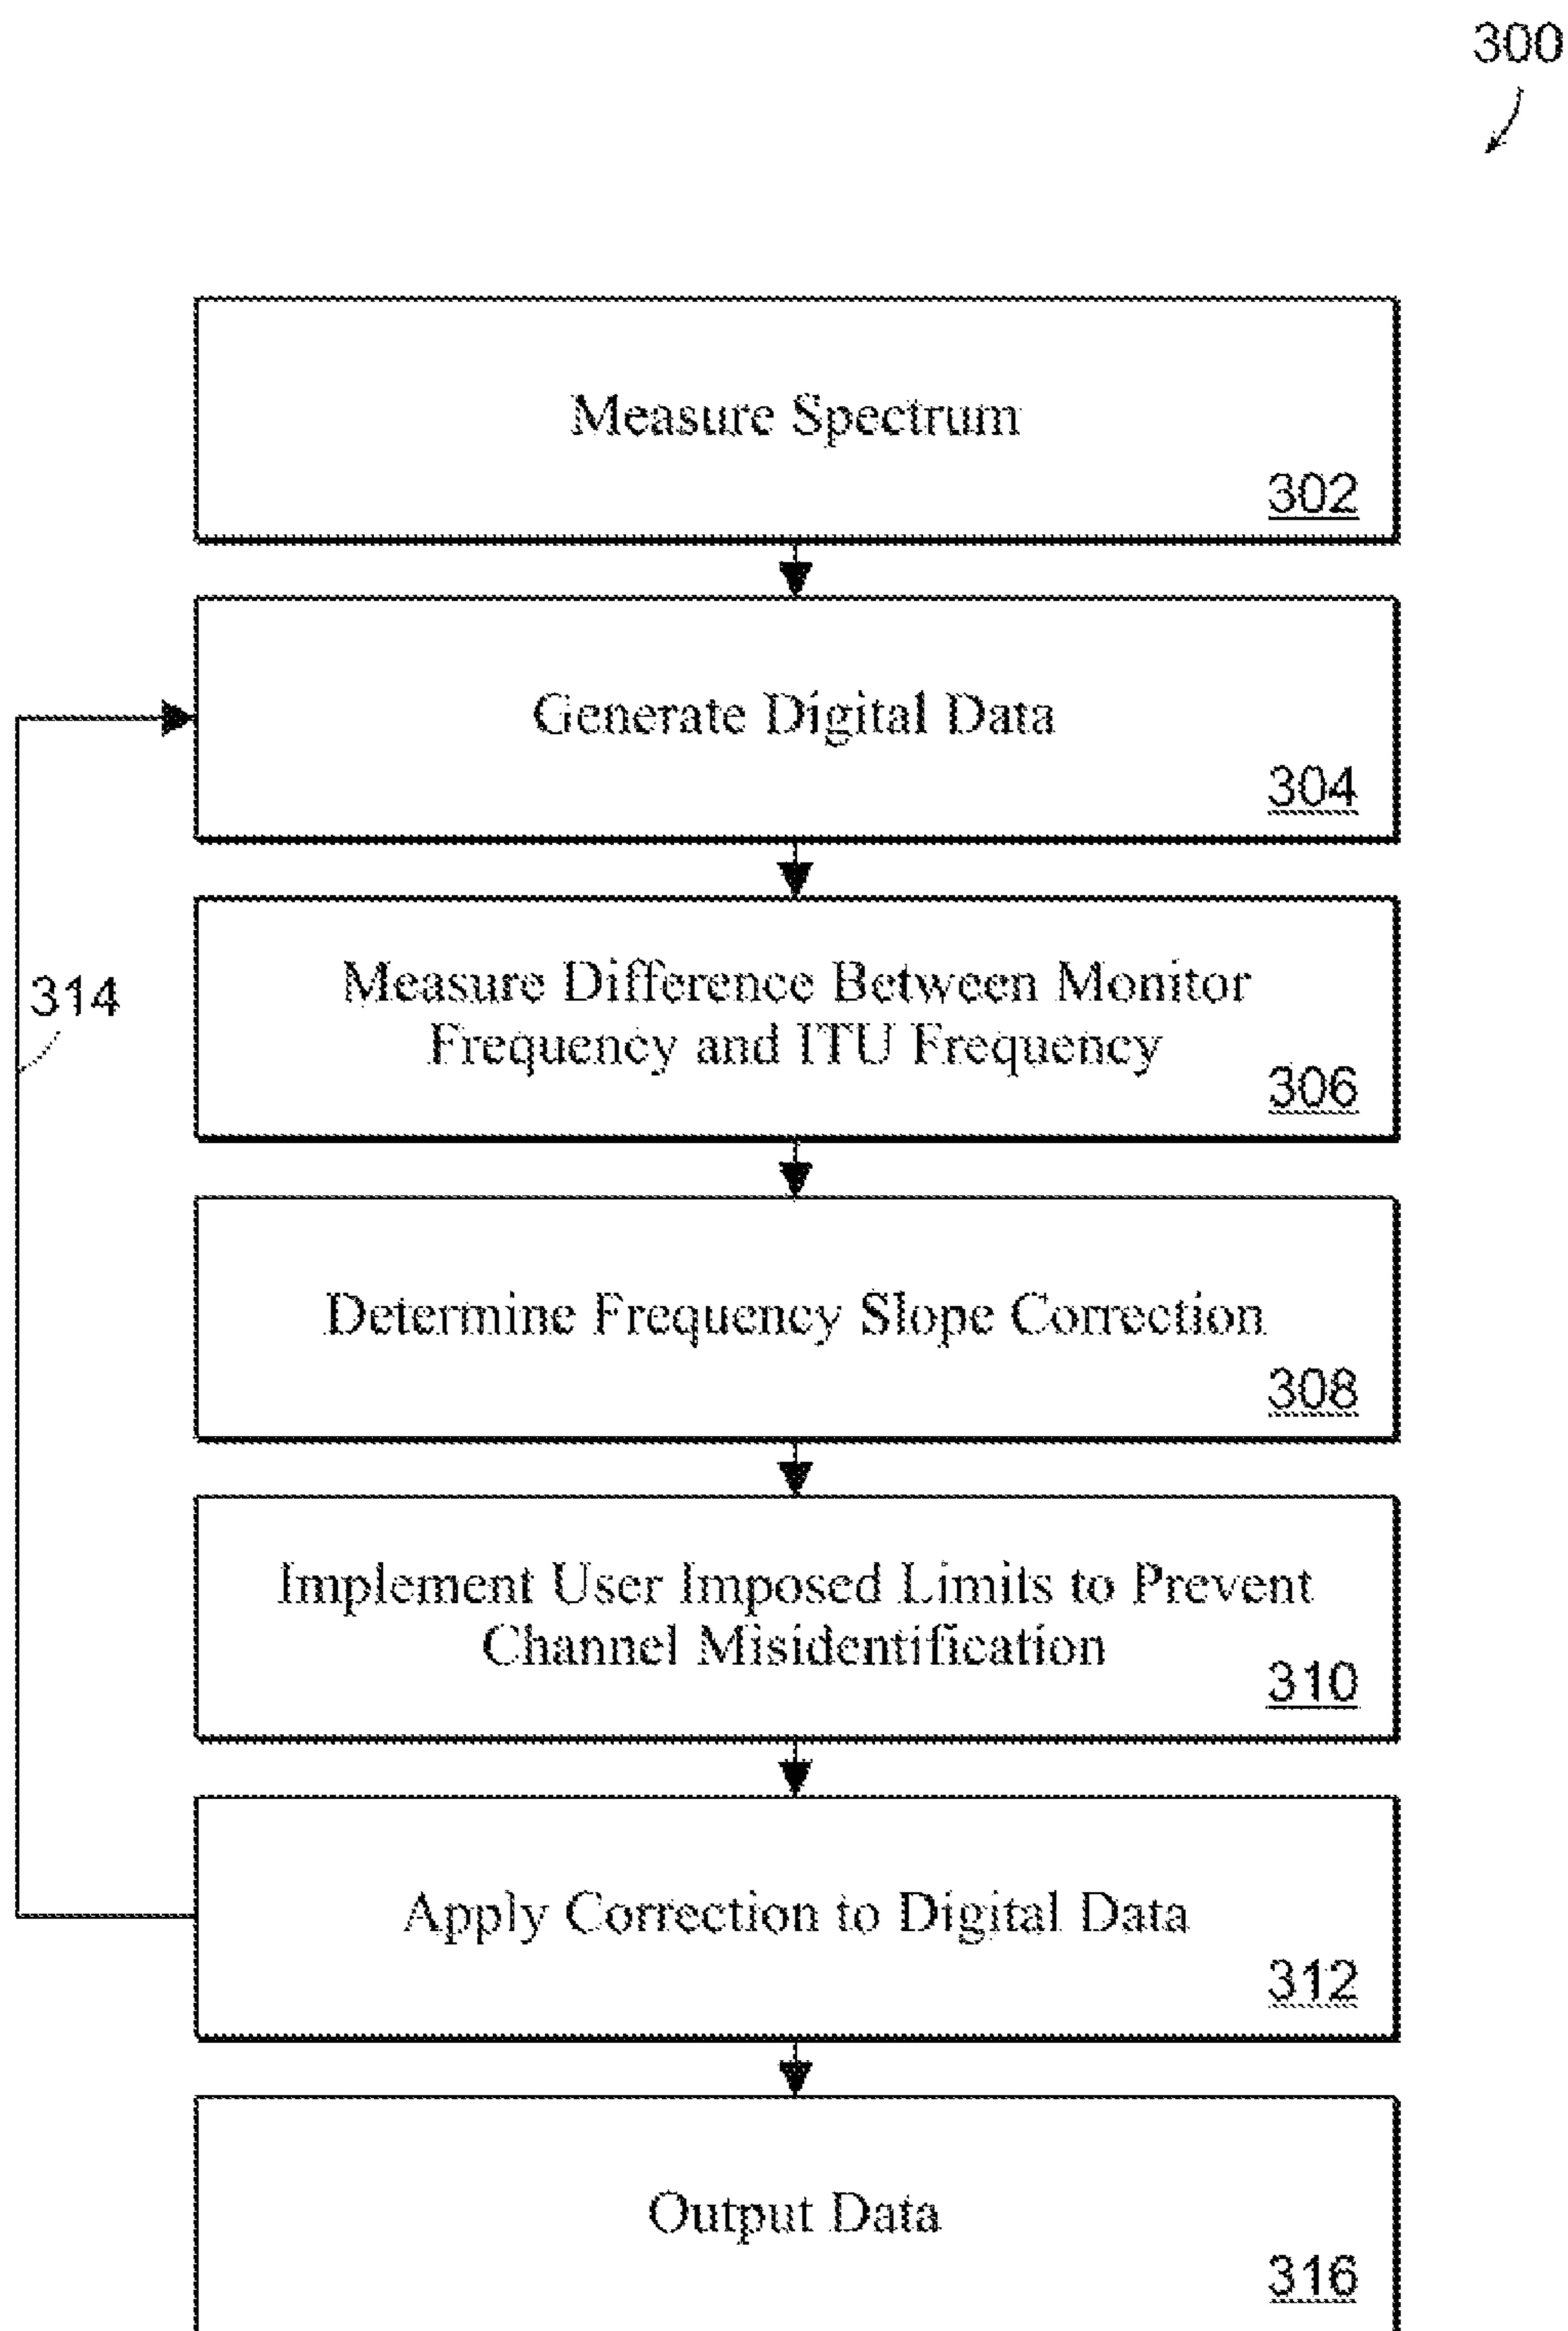 300
Measure Spectrum
302
Generate Digital Data
304
Measure Difference Between Monitor
Frequency and ITU Frequency
306
314
Determine Frequency Slope Correction
308
Implement User Imposed Limits to Prevent
Channel Misidentification
310
Apply Correction to Digital Data
312
Output Data
316